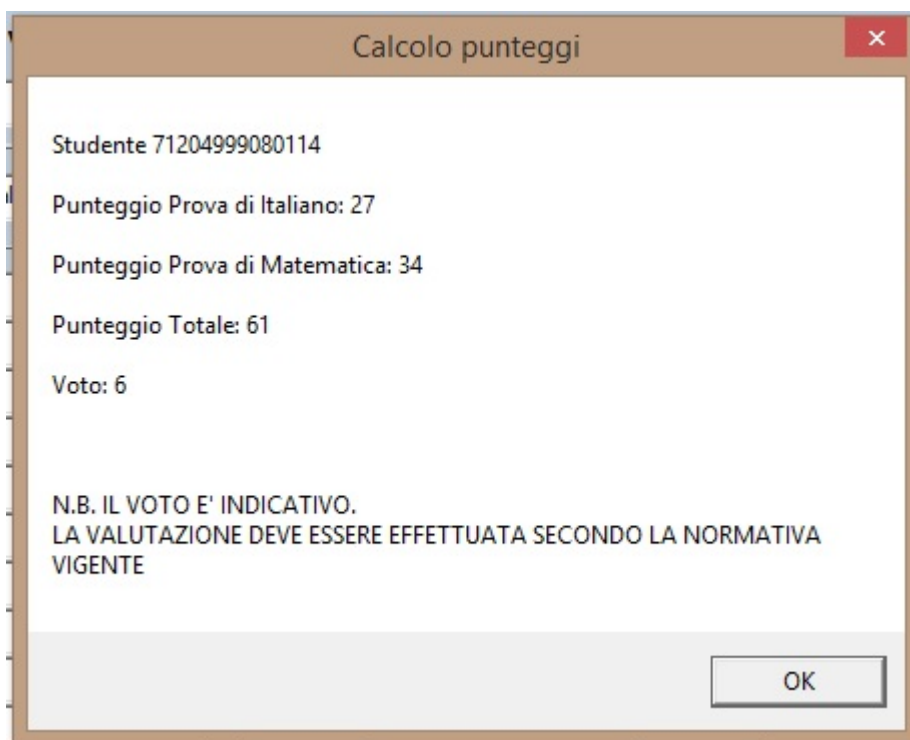 Calcolo punteggi
Studente 71204999080114
Punteggio Prova di Italiano: 27
Punteggio Prova di Matematica: 34
Punteggio Totale: 61
Voto: 6
N.B. IL VOTO E' INDICATIVO.
LA VALUTAZIONE DEVE ESSERE EFFETTUATA SECONDO LA NORMATIVA
VIGENTE
OK